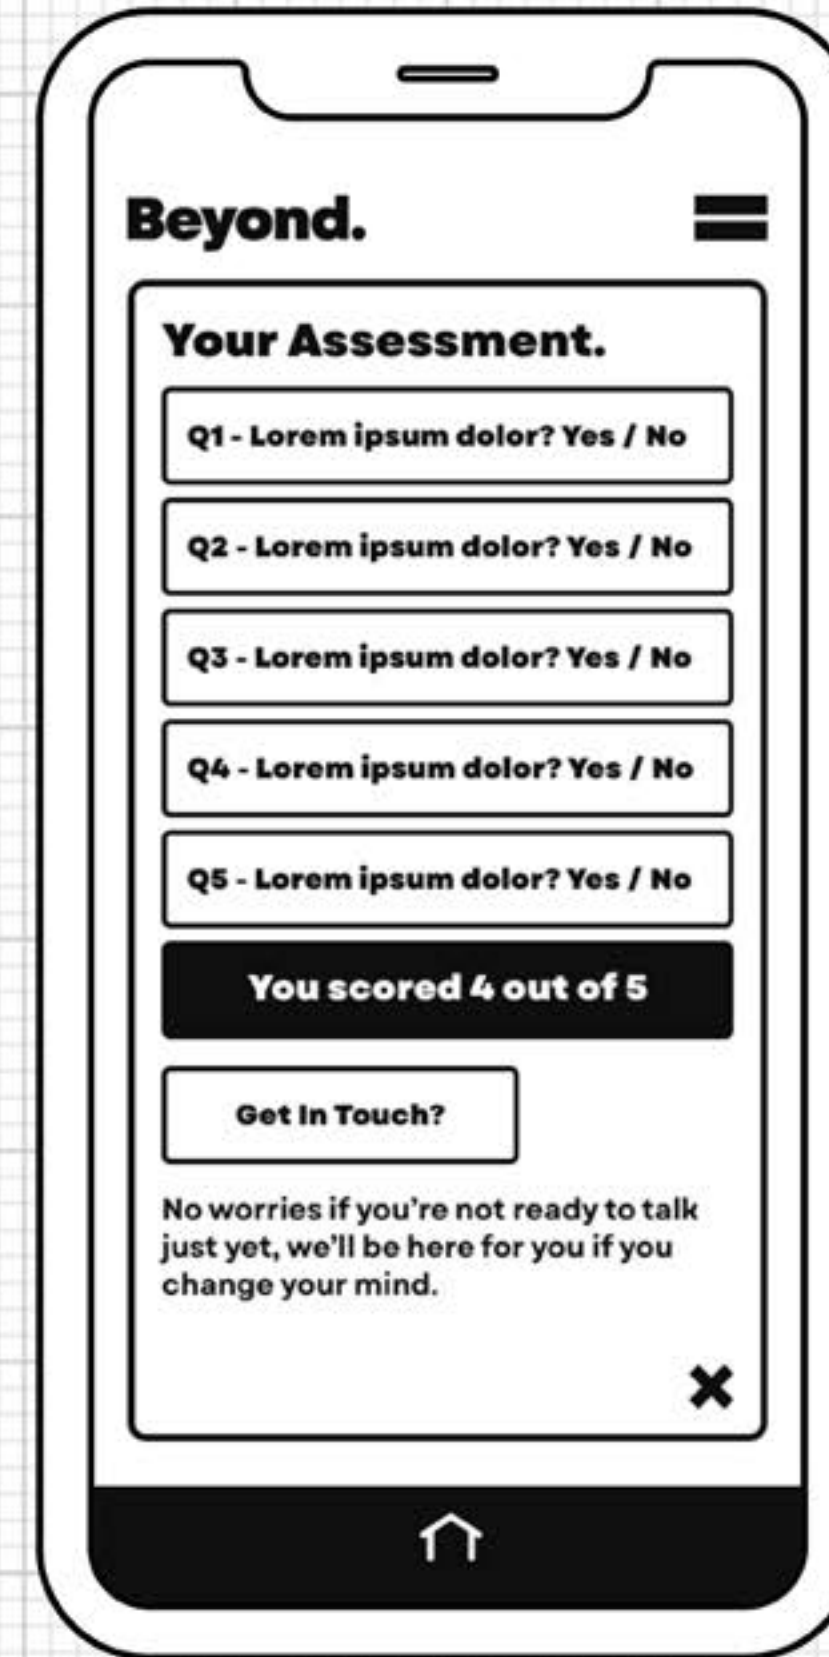 Beyond.
Your Assessment.
Q1 - Lorem ipsum dolor? Yes / No
Q2 - Lorem ipsum dolor? Yes / No
Q3 - Lorem ipsum dolor? Yes / No
Q4 - Lorem ipsum dolor? Yes / No
Q5 - Lorem ipsum dolor? Yes / No
You scored 4 out of 5
Get In Touch?
No worries if you're not ready to talk
just yet, we'll be here for you if you
change your mind.